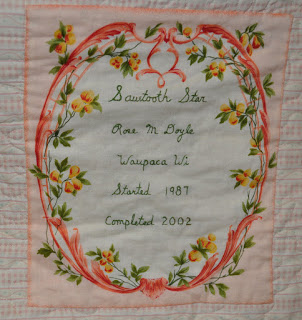 Sawtooth Star
Rose M Doyle
Waupaca Wi
Started 1987
Completed 2002